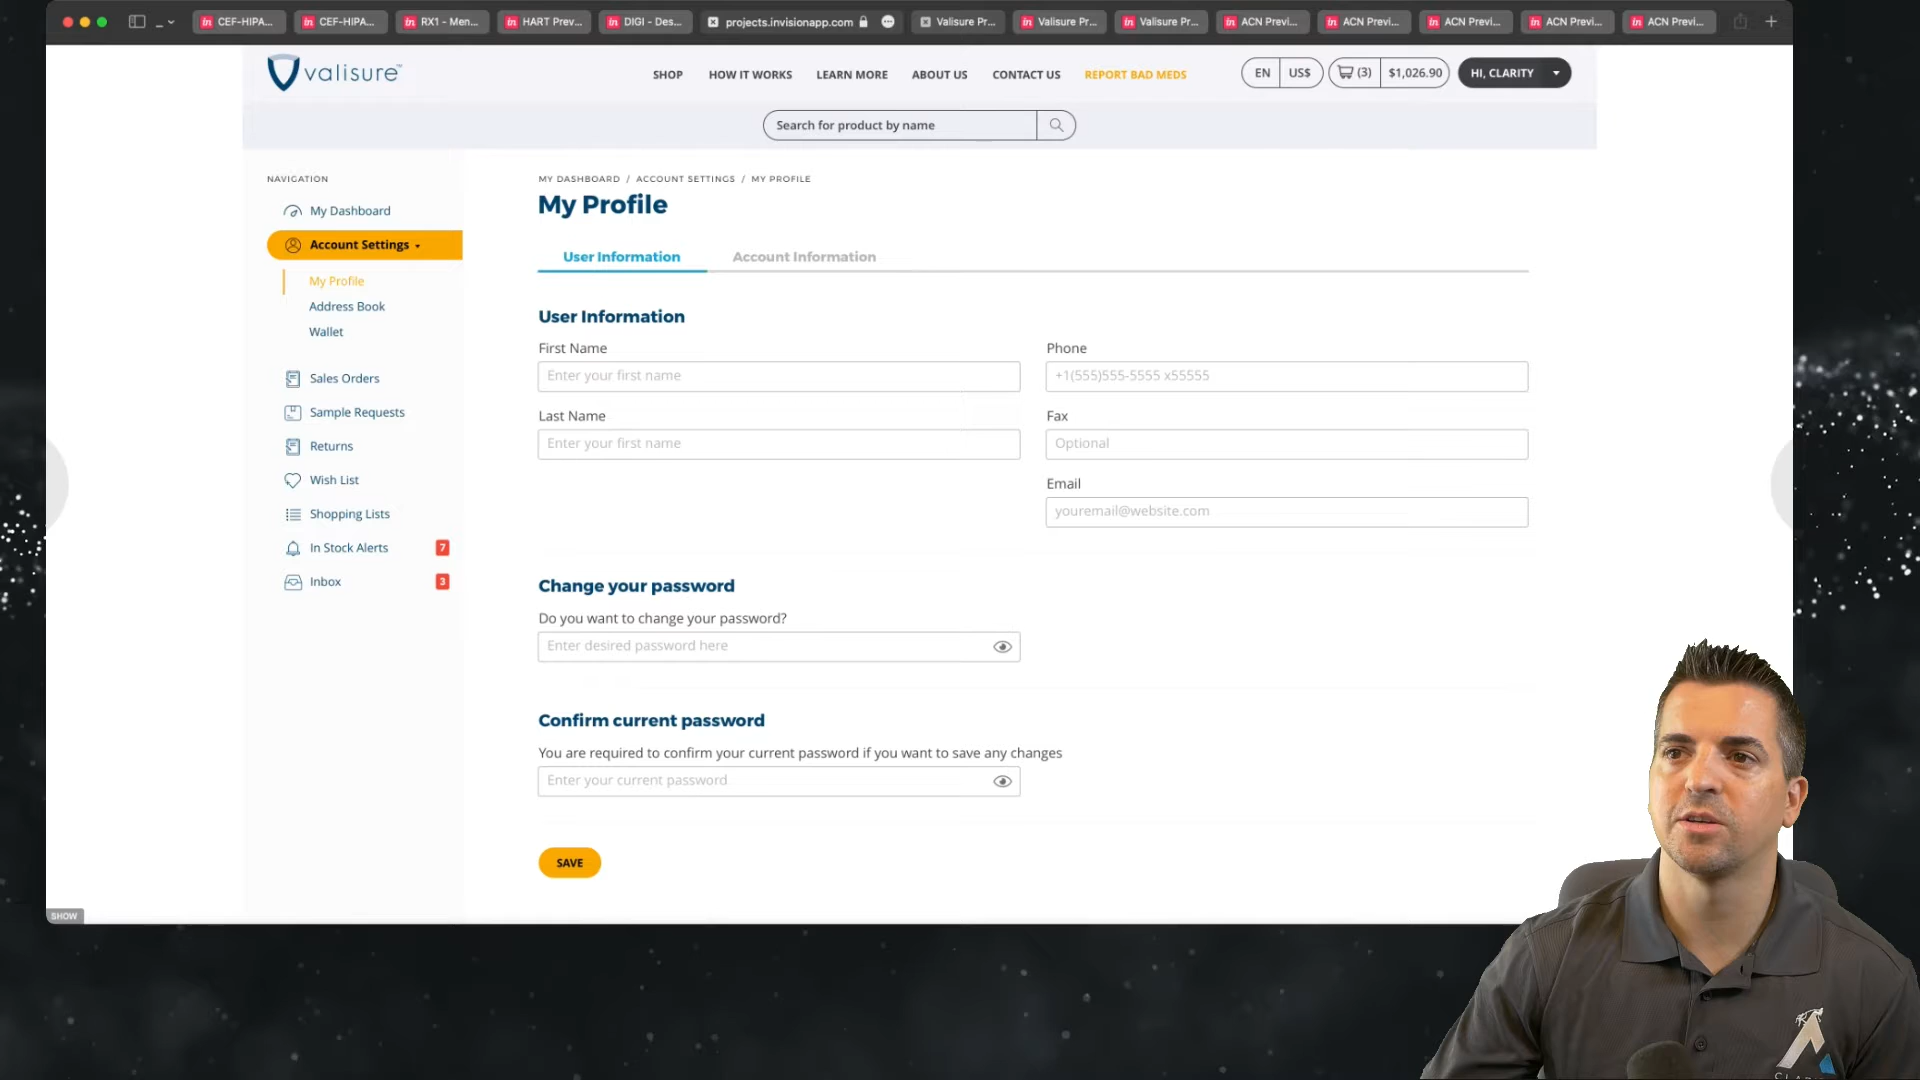 CEF-HIPA...
CEF-HIPA...
RX1 - Men...
HART Prev...
DIGI - Des...
projects.invisionapp.com
Valisure Pr...
Valisure Pr...
Valisure Pr...
ACN Previ...
ACN Previ...
ACN Previ...
ACN Previ...
ACN Previ...
valisure™
SHOP
HOW IT WORKS
LEARN MORE
ABOUT US
CONTACT US
REPORT BAD MEDS
EN
US$
(3)
$1,026.90
HI, CLARITY
Search for product by name
NAVIGATION
My Dashboard
Account Settings
My Profile
Address Book
Wallet
Sales Orders
Sample Requests
Returns
Wish List
Shopping Lists
In Stock Alerts 7
Inbox 3
MY DASHBOARD / ACCOUNT SETTINGS / MY PROFILE
My Profile
User Information
Account Information
User Information
First Name
Enter your first name
Last Name
Enter your first name
Phone
+1(555)555-5555 x55555
Fax
Optional
Email
youremail@website.com
Change your password
Do you want to change your password?
Enter desired password here
Confirm current password
You are required to confirm your current password if you want to save any changes
Enter your current password
SAVE
SHOW